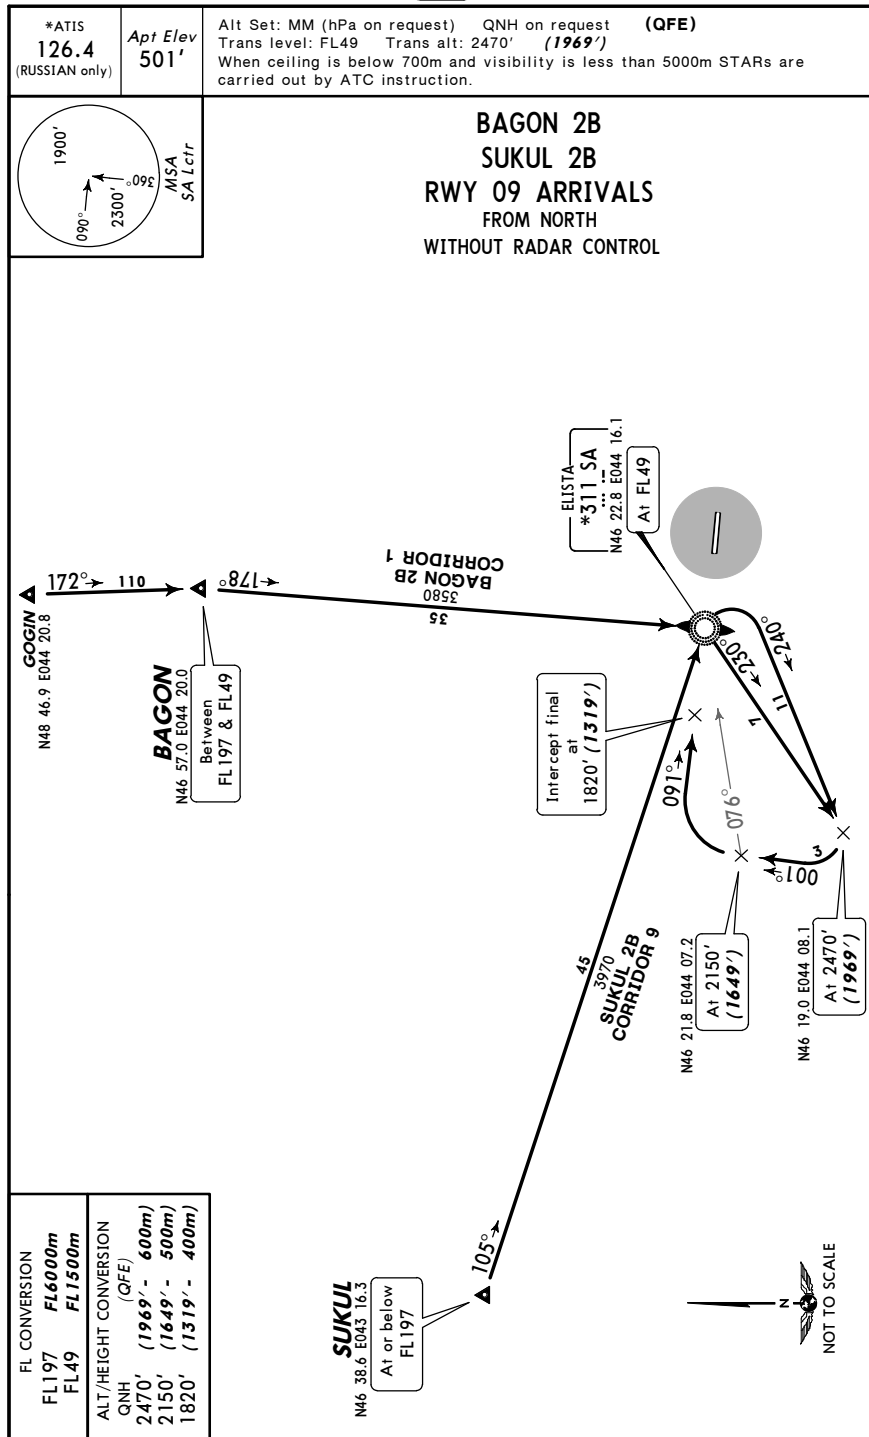 *ATIS
126.4
(RUSSIAN only)
Apt Elev
501'
Alt Set: MM (hPa on request) QNH on request (QFE)
Trans level: FL49 Trans alt: 2470' (1969')
When ceiling is below 700m and visibility is less than 5000m STARs are
carried out by ATC instruction.
1900'
090°
2300'
360°
MSA
SA Lctr
BAGON 2B
SUKUL 2B
RWY 09 ARRIVALS
FROM NORTH
WITHOUT RADAR CONTROL
GOGIN
N48 46.9 E044 20.8
172°
110
BAGON
N46 57.0 E044 20.0
Between
FL197 & FL49
178°
BAGON 2B
CORRIDOR 1
3580
35
ELISTA
*311 SA
N46 22.8 E044 16.1
At FL49
240°
11
230°
7
Intercept final
at
1820' (1319')
091°
076°
3
001°
N46 21.8 E044 07.2
At 2150'
(1649')
N46 19.0 E044 08.1
At 2470'
(1969')
45
3970
SUKUL 2B
CORRIDOR 9
105°
SUKUL
N46 38.6 E043 16.3
At or below
FL197
FL CONVERSION
FL197 FL6000m
FL49 FL1500m
ALT/HEIGHT CONVERSION
QNH (QFE)
2470' (1969' - 600m)
2150' (1649' - 500m)
1820' (1319' - 400m)
N
NOT TO SCALE